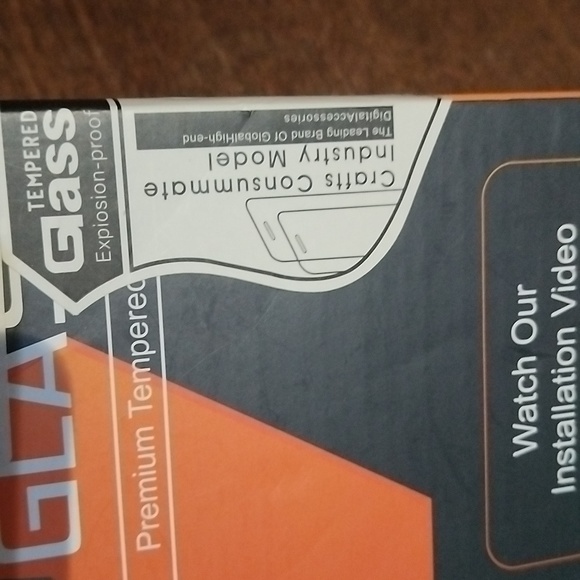 TEMPERED
Glass
Explosion-proof
Crafts Consummate
Industry Model
The Leading Brand Of GlobalHigh-end
DigitalAccessories
GLA
Premium Tempered
Watch Our
Installation Video